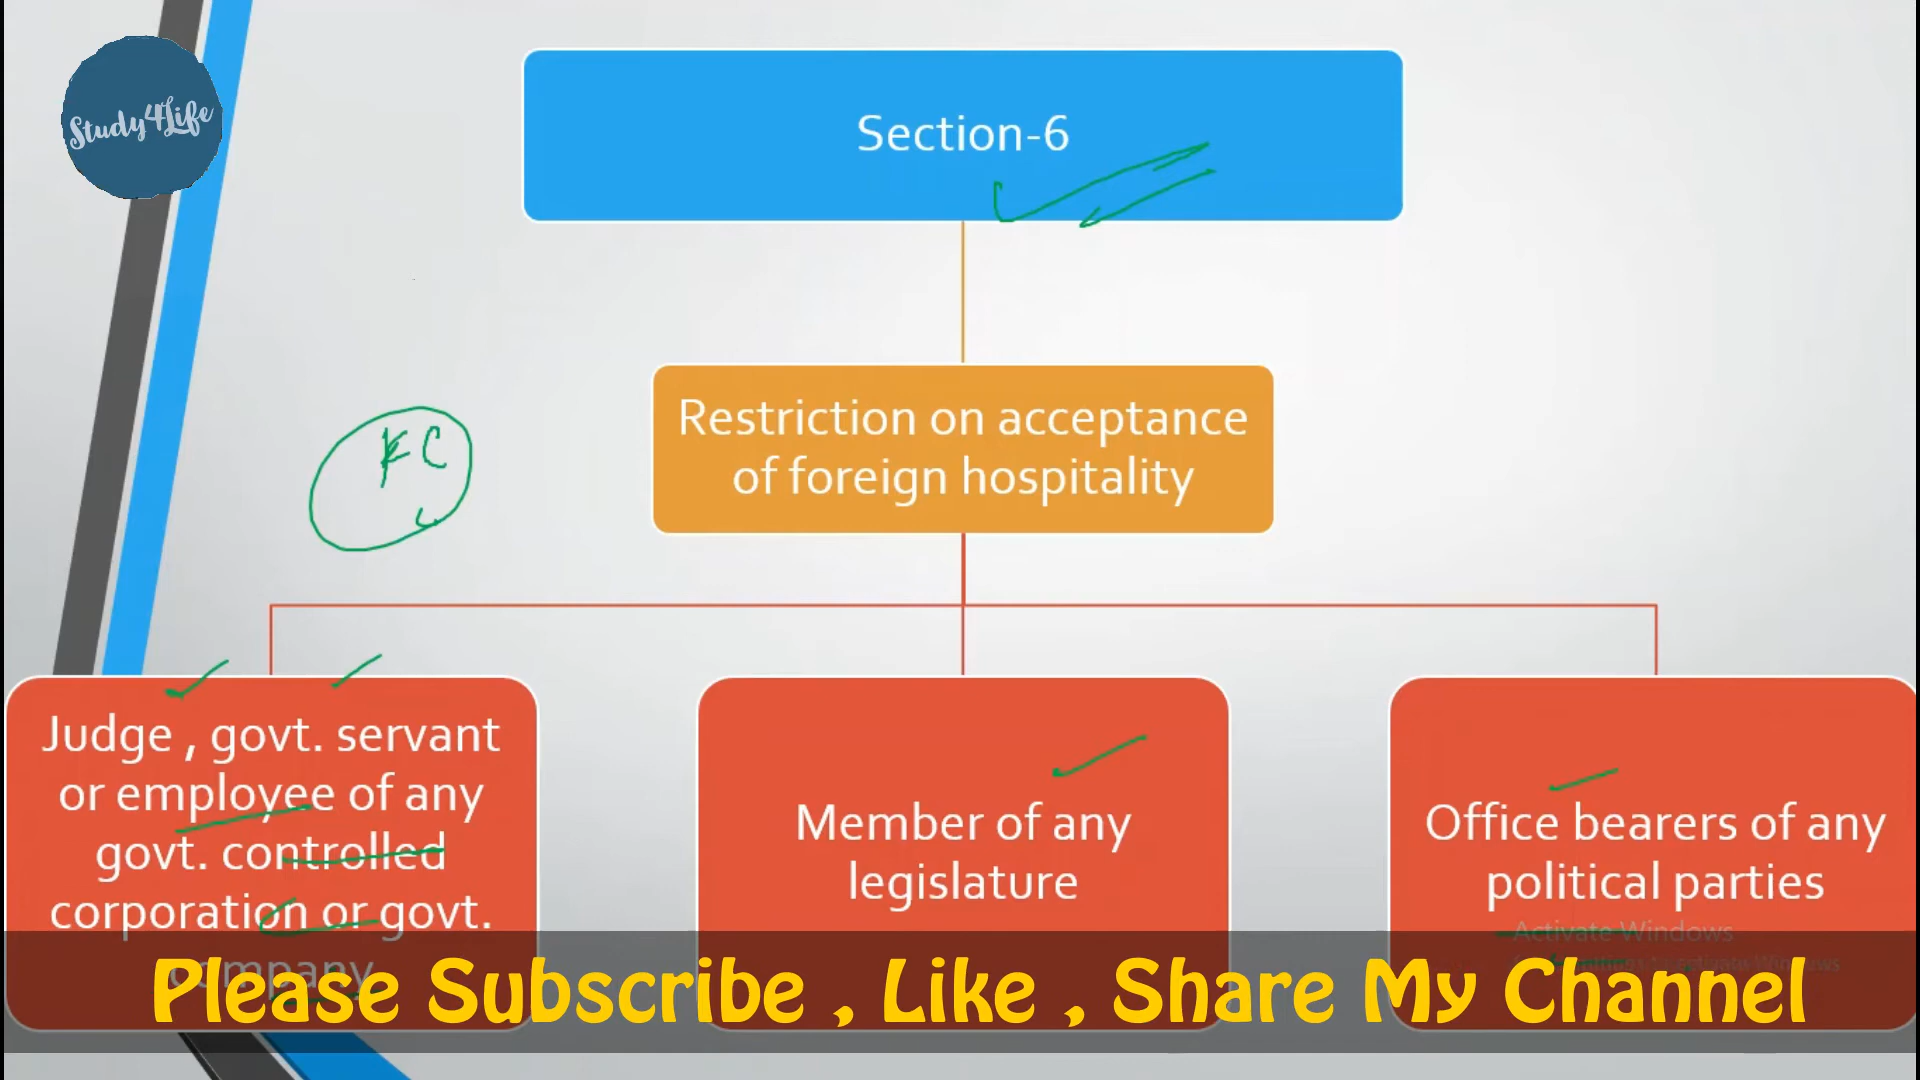 Study4Life
Section-6
Restriction on acceptance
of foreign hospitality
FC
Judge , govt. servant
or employee of any
govt. controlled
corporation or govt.
company
Member of any
legislature
Office bearers of any
political parties
Activate Windows
Please Subscribe , Like , Share My Channel